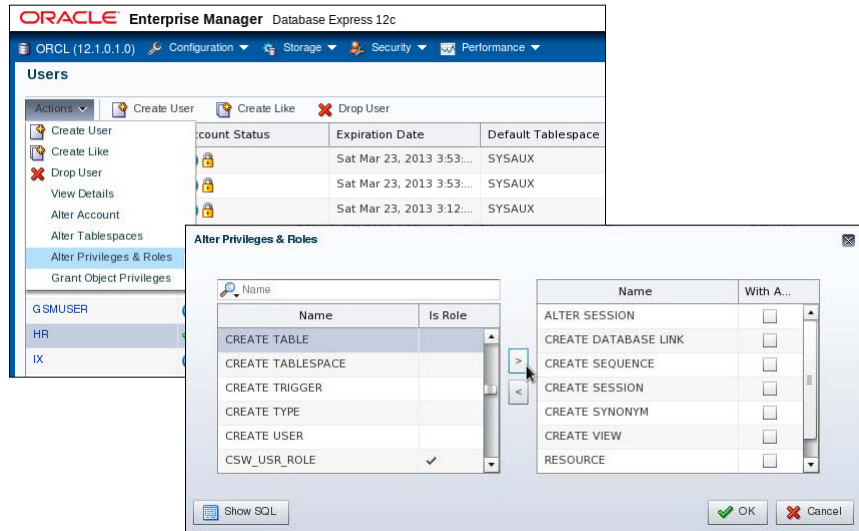 ORACLE Enterprise Manager Database Express 12c
ORCL (12.1.0.1.0) Configuration Storage Security Performance
Users
Actions Create User Create Like Drop User
Create User
Create Like
Drop User
View Details
Alter Account
Alter Tablespaces
Alter Privileges & Roles
Grant Object Privileges
count Status Expiration Date Default Tablespace
Sat Mar 23, 2013 3:53:... SYSAUX
Sat Mar 23, 2013 3:53:... SYSAUX
Sat Mar 23, 2013 3:12:... SYSAUX
GSMUSER
HR
IX
Alter Privileges & Roles
Name
Name Is Role
CREATE TABLE
CREATE TABLESPACE
CREATE TRIGGER
CREATE TYPE
CREATE USER
CSW_USR_ROLE
>
<
Name With A...
ALTER SESSION
CREATE DATABASE LINK
CREATE SEQUENCE
CREATE SESSION
CREATE SYNONYM
CREATE VIEW
RESOURCE
Show SQL OK Cancel